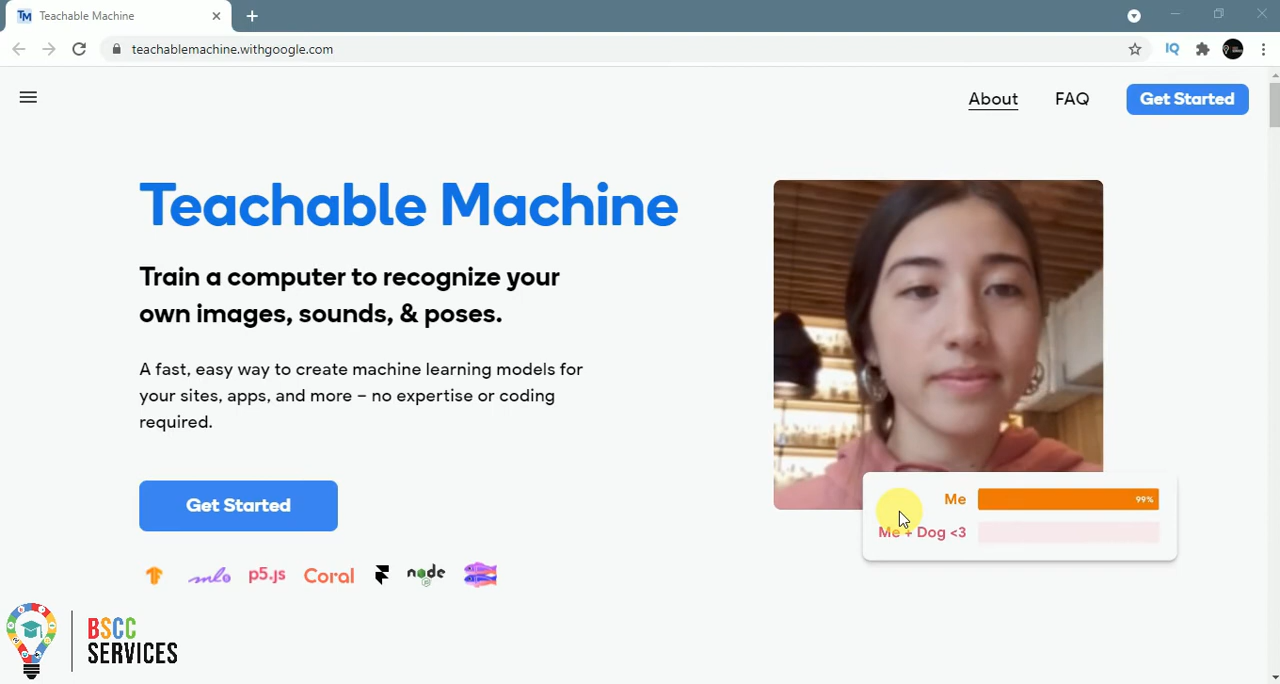 Teachable Machine
teachablemachine.withgoogle.com
IQ
About FAQ Get Started
Teachable Machine
Train a computer to recognize your
own images, sounds, & poses.
A fast, easy way to create machine learning models for
your sites, apps, and more – no expertise or coding
required.
Get Started
Me 99%
Me + Dog <3
ml5 p5.js Coral node
BSCC
SERVICES